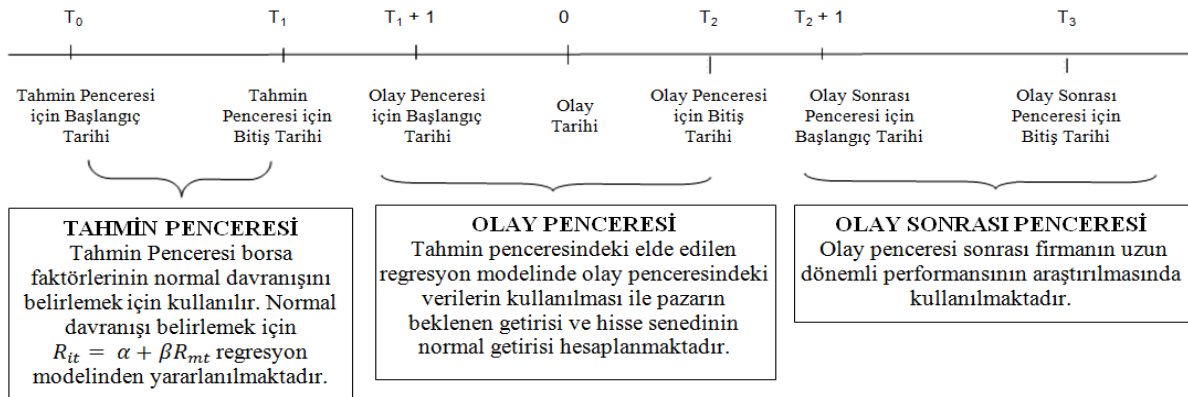 T0 T1 T1 + 1 0 T2 T2 + 1 T3
Tahmin Penceresi
için Başlangıç
Tarihi
Tahmin
Penceresi için
Bitiş Tarihi
Olay Penceresi
için Başlangıç
Tarihi
Olay
Tarihi
Olay Penceresi
için Bitiş
Tarihi
Olay Sonrası
Penceresi için
Başlangıç Tarihi
Olay Sonrası
Penceresi için
Bitiş Tarihi
TAHMİN PENCERESİ
Tahmin Penceresi borsa
faktörlerinin normal davranışını
belirlemek için kullanılır. Normal
davranışı belirlemek için
Rit = α + βRmt regresyon
modelinden yararlanılmaktadır.
OLAY PENCERESİ
Tahmin penceresindeki elde edilen
regresyon modelinde olay penceresindeki
verilerin kullanılması ile pazarın
beklenen getirisi ve hisse senedinin
normal getirisi hesaplanmaktadır.
OLAY SONRASI PENCERESİ
Olay penceresi sonrası firmanın uzun
dönemli performansının araştırılmasında
kullanılmaktadır.